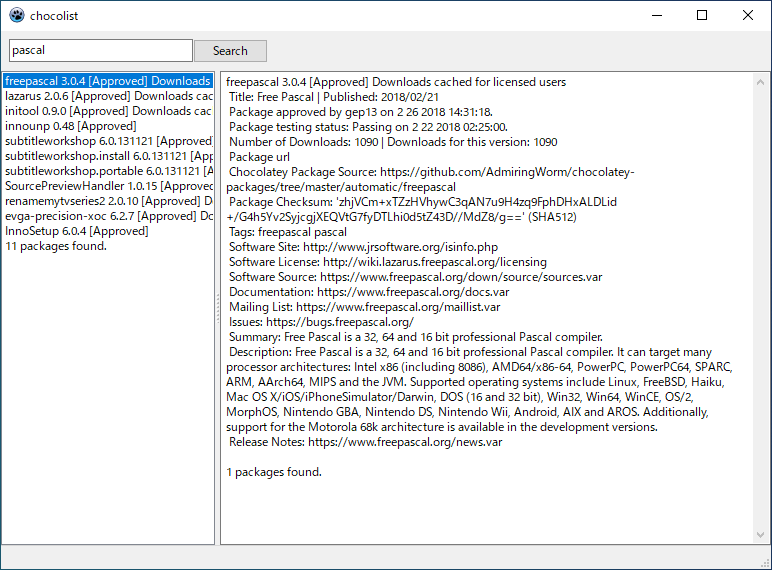 chocolist
pascal
Search
freepascal 3.0.4 [Approved] Downloads
lazarus 2.0.6 [Approved] Downloads cac
initool 0.9.0 [Approved] Downloads cac
innounp 0.48 [Approved]
subtitleworkshop 6.0.131121 [Approved]
subtitleworkshop.install 6.0.131121 [App
subtitleworkshop.portable 6.0.131121 [A
SourcePreviewHandler 1.0.15 [Approved
renamemytvseries2 2.0.10 [Approved] D
evga-precision-xoc 6.2.7 [Approved] Do
InnoSetup 6.0.4 [Approved]
11 packages found.
freepascal 3.0.4 [Approved] Downloads cached for licensed users
Title: Free Pascal | Published: 2018/02/21
Package approved by gep13 on 2 26 2018 14:31:18.
Package testing status: Passing on 2 22 2018 02:25:00.
Number of Downloads: 1090 | Downloads for this version: 1090
Package url
Chocolatey Package Source: https://github.com/AdmiringWorm/chocolatey-
packages/tree/master/automatic/freepascal
Package Checksum: 'zhjVCm+xTZzHVhywC3qAN7u9H4zq9FphDHxALDLid
+/G4h5Yv2SyjcgjXEQVtG7fyDTLhi0d5tZ43D//MdZ8/g==' (SHA512)
Tags: freepascal pascal
Software Site: http://www.jrsoftware.org/isinfo.php
Software License: http://wiki.lazarus.freepascal.org/licensing
Software Source: https://www.freepascal.org/down/source/sources.var
Documentation: https://www.freepascal.org/docs.var
Mailing List: https://www.freepascal.org/maillist.var
Issues: https://bugs.freepascal.org/
Summary: Free Pascal is a 32, 64 and 16 bit professional Pascal compiler.
Description: Free Pascal is a 32, 64 and 16 bit professional Pascal compiler. It can target many
processor architectures: Intel x86 (including 8086), AMD64/x86-64, PowerPC, PowerPC64, SPARC,
ARM, AArch64, MIPS and the JVM. Supported operating systems include Linux, FreeBSD, Haiku,
Mac OS X/iOS/iPhoneSimulator/Darwin, DOS (16 and 32 bit), Win32, Win64, WinCE, OS/2,
MorphOS, Nintendo GBA, Nintendo DS, Nintendo Wii, Android, AIX and AROS. Additionally,
support for the Motorola 68k architecture is available in the development versions.
Release Notes: https://www.freepascal.org/news.var
1 packages found.